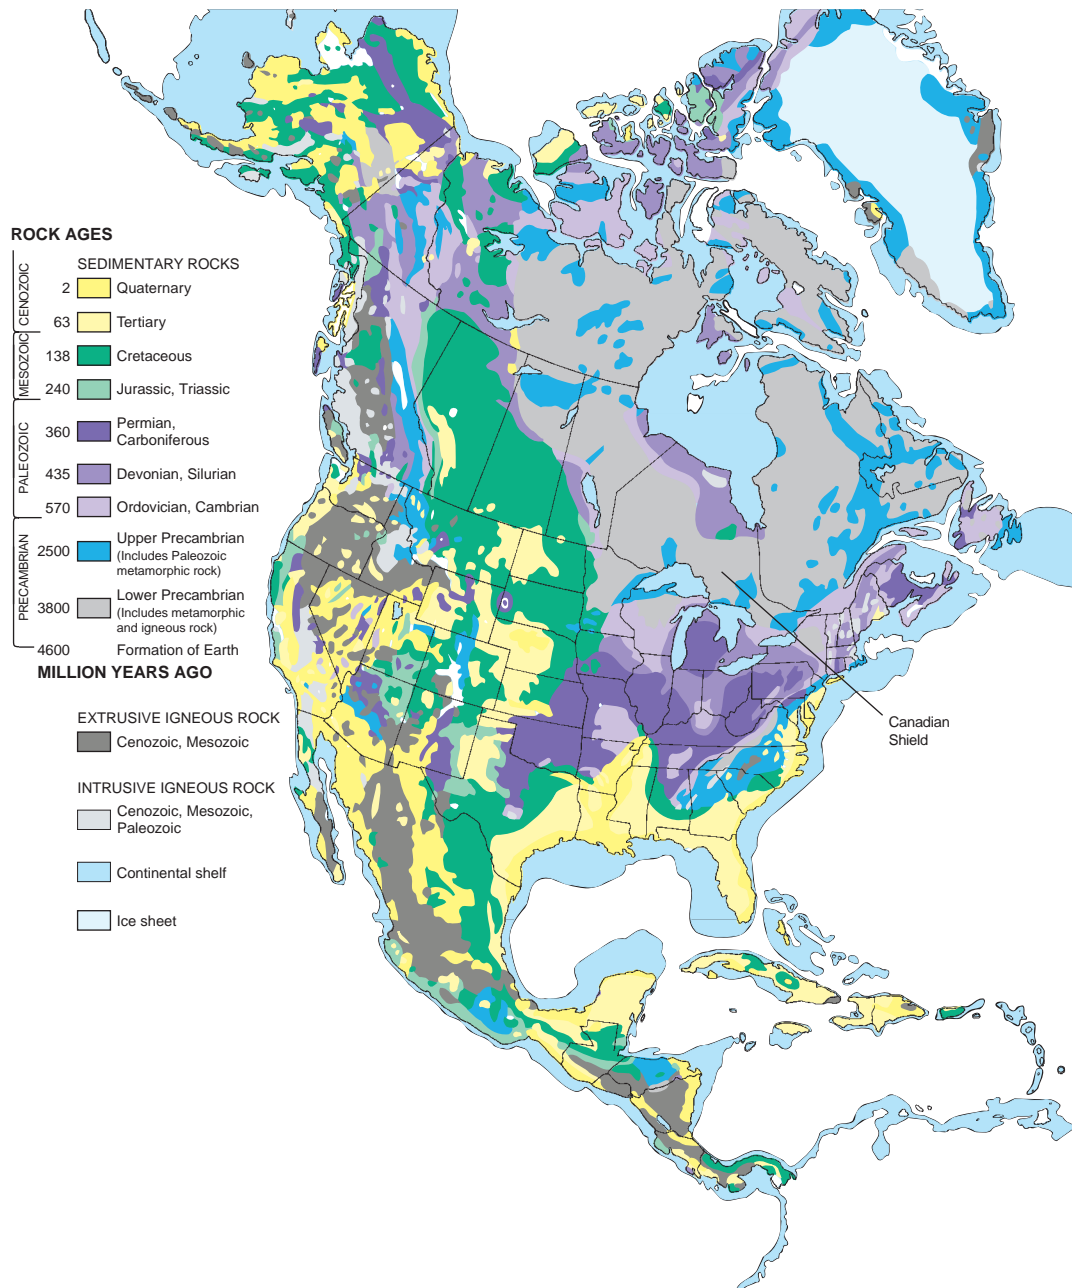 ROCK AGES
CENOZOIC
MESOZOIC
PALEOZOIC
PRECAMBRIAN
SEDIMENTARY ROCKS
2 Quaternary
63 Tertiary
138 Cretaceous
240 Jurassic, Triassic
360 Permian,
Carboniferous
435 Devonian, Silurian
570 Ordovician, Cambrian
2500 Upper Precambrian
(Includes Paleozoic
metamorphic rock)
3800 Lower Precambrian
(Includes metamorphic
and igneous rock)
4600 Formation of Earth
MILLION YEARS AGO
EXTRUSIVE IGNEOUS ROCK
Cenozoic, Mesozoic
INTRUSIVE IGNEOUS ROCK
Cenozoic, Mesozoic,
Paleozoic
Continental shelf
Ice sheet
Canadian
Shield